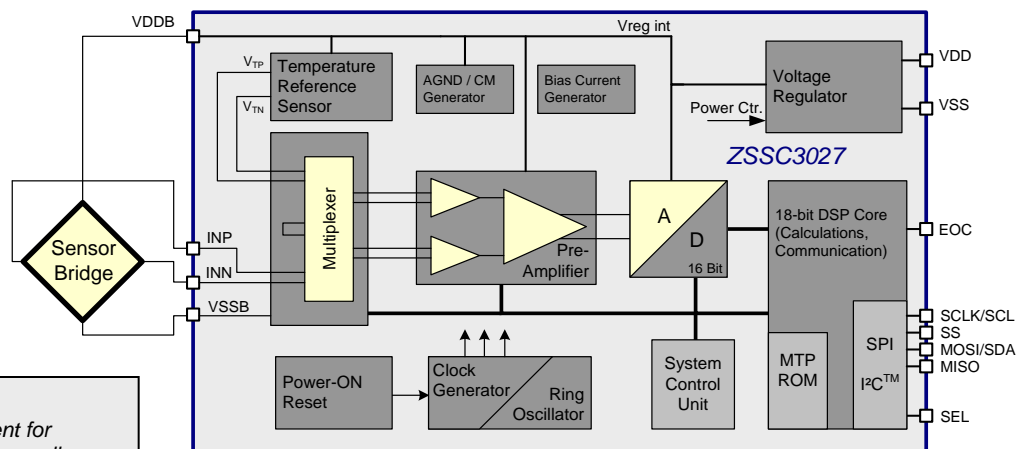 VDDB
Vreg int
VTP
VTN
Temperature
Reference
Sensor
AGND / CM
Generator
Bias Current
Generator
Voltage
Regulator
VDD
VSS
Power Ctr.
ZSSC3027
Sensor
Bridge
INP
INN
VSSB
Multiplexer
Pre-
Amplifier
A
D
16 Bit
18-bit DSP Core
(Calculations,
Communication)
EOC
SCLK/SCL
SS
MOSI/SDA
MISO
SEL
SPI
I²C™
MTP
ROM
System
Control
Unit
Power-ON
Reset
Clock
Generator
Ring
Oscillator
ent for